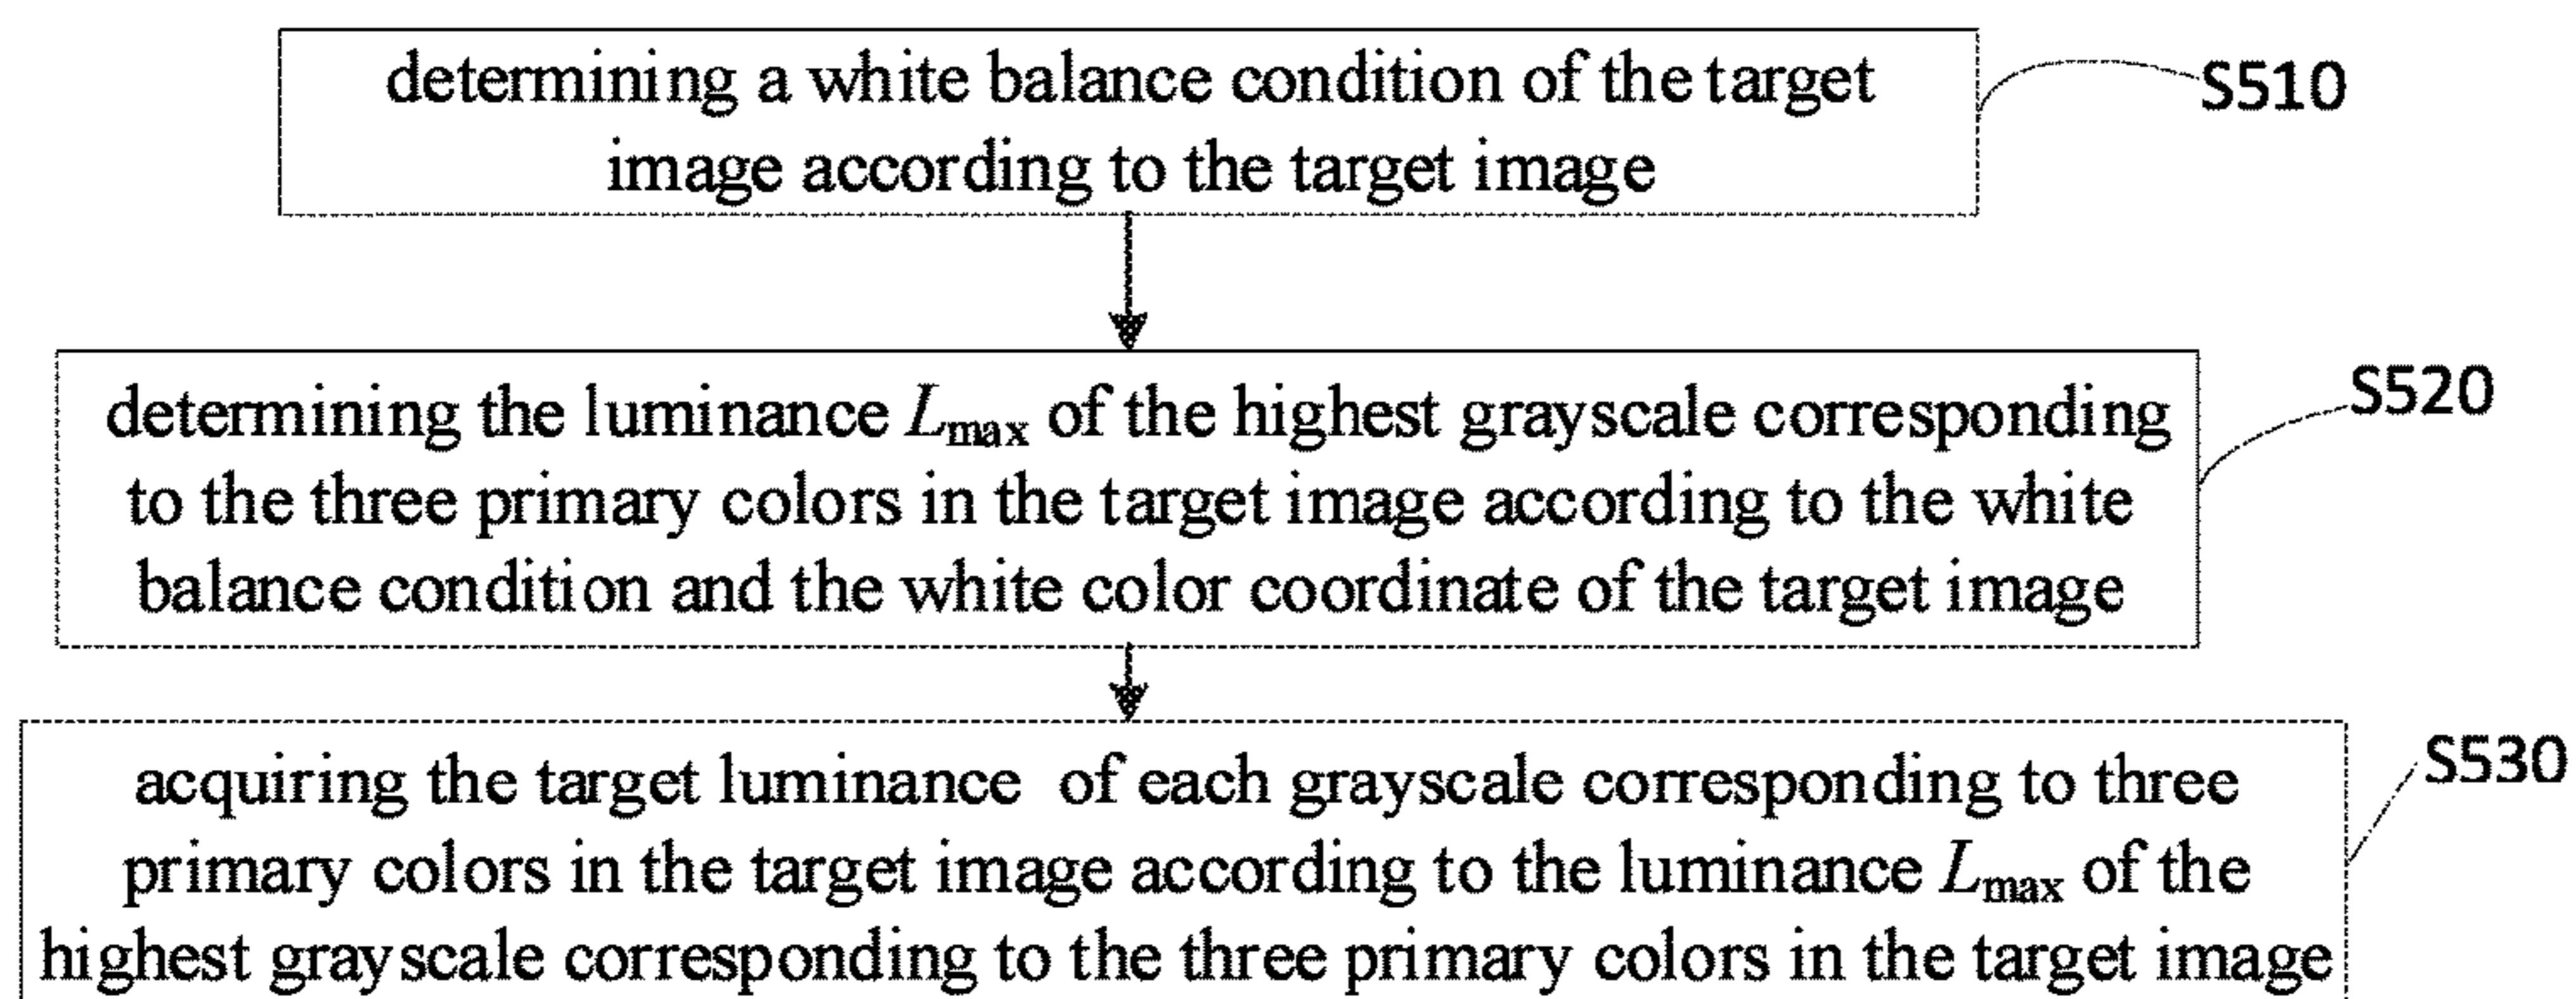 determining a white balance condition of the target
image according to the target image
S510
determining the luminance Lmax of the highest grayscale corresponding
to the three primary colors in the target image according to the white
balance condition and the white color coordinate of the target image
S520
acquiring the target luminance of each grayscale corresponding to three
primary colors in the target image according to the luminance Lmax of the
highest grayscale corresponding to the three primary colors in the target image
S530